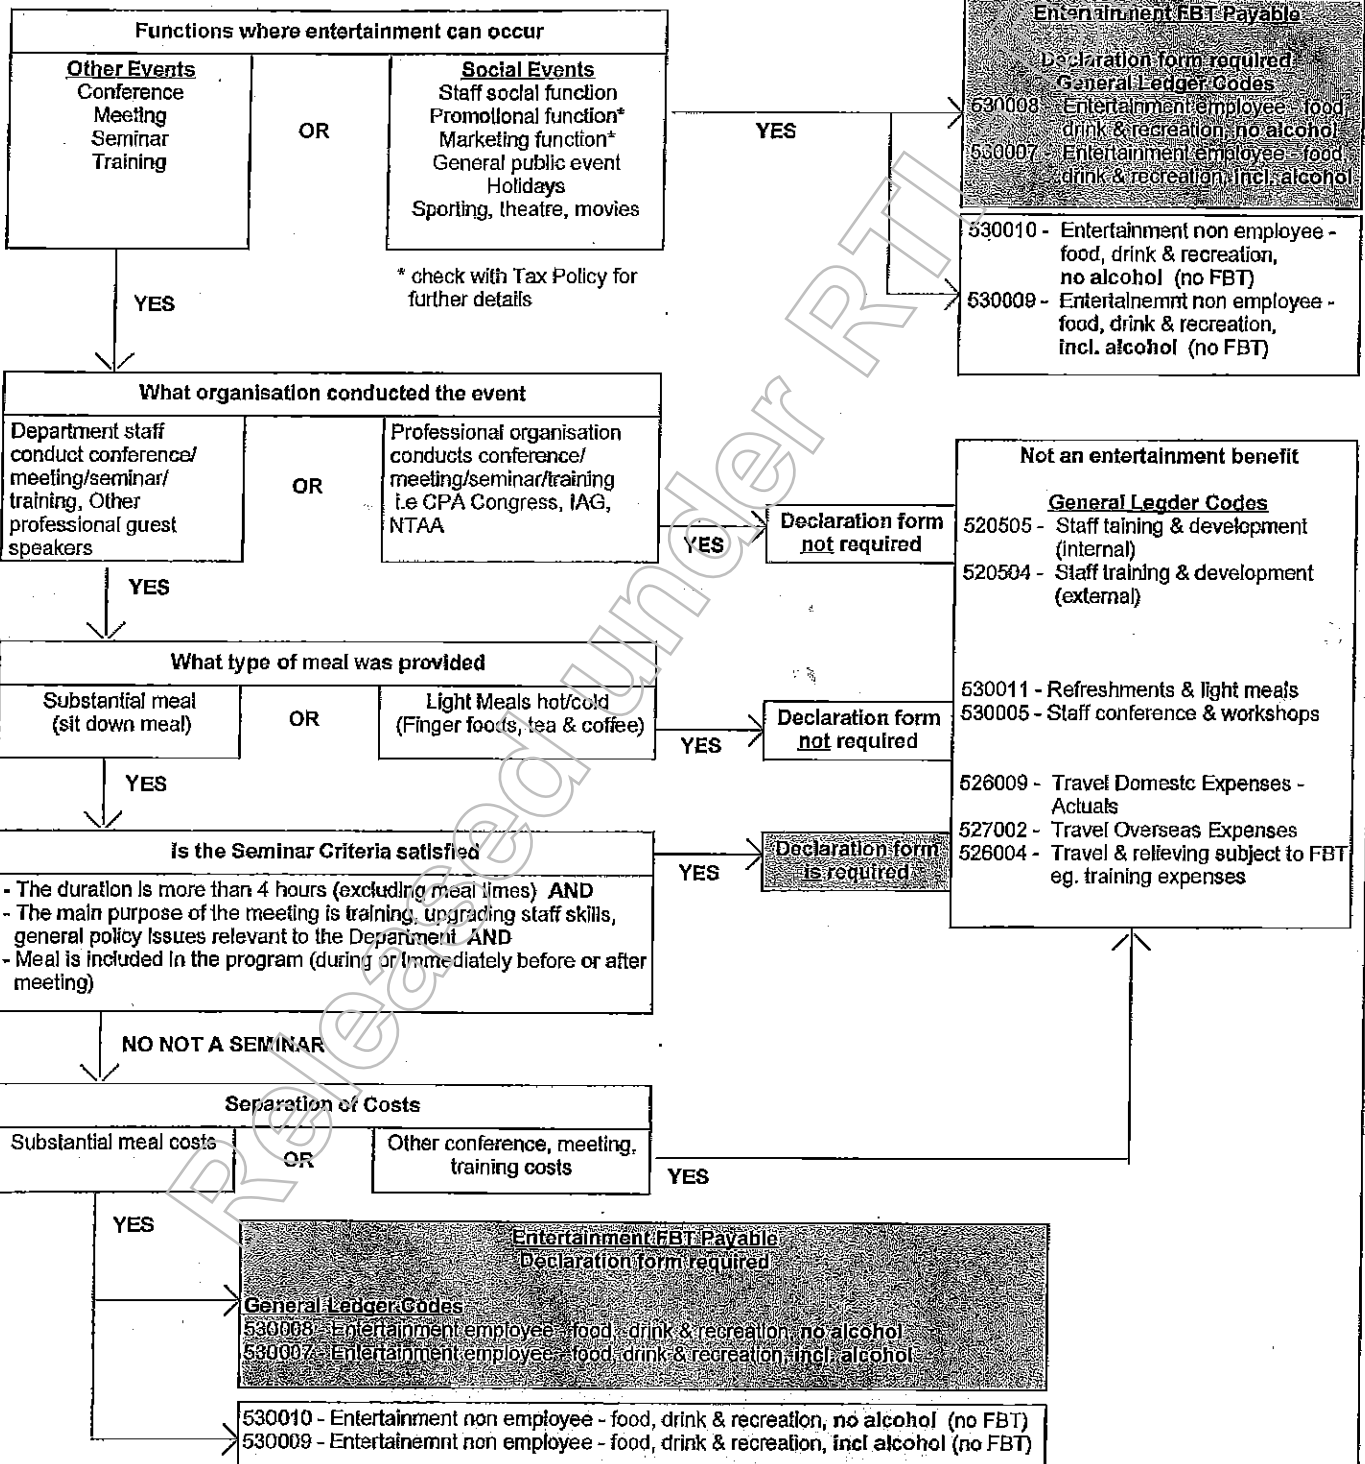 Functions where entertainment can occur
Other Events
Conference
Meeting
Seminar
Training
OR
Social Events
Staff social function
Promotional function*
Marketing function*
General public event
Holidays
Sporting, theatre, movies
* check with Tax Policy for
further details
YES
Entertainment FBT Payable
Declaration form required
General Ledger Codes
530008 - Entertainment employee - food,
drink & recreation, no alcohol
530007 - Entertainment employee - food,
drink & recreation, incl. alcohol
530010 - Entertainment non employee -
food, drink & recreation,
no alcohol (no FBT)
530009 - Entertainemnt non employee -
food, drink & recreation,
incl. alcohol (no FBT)
YES
What organisation conducted the event
Department staff
conduct conference/
meeting/seminar/
training, Other
professional guest
speakers
OR
Professional organisation
conducts conference/
meeting/seminar/training
i.e CPA Congress, IAG,
NTAA
YES
Declaration form
not required
Not an entertainment benefit
General Legder Codes
520505 - Staff taining & development
(internal)
520504 - Staff training & development
(external)
530011 - Refreshments & light meals
530005 - Staff conference & workshops
526009 - Travel Domestc Expenses -
Actuals
527002 - Travel Overseas Expenses
526004 - Travel & relieving subject to FBT
eg. training expenses
YES
What type of meal was provided
Substantial meal
(sit down meal)
OR
Light Meals hot/cold
(Finger foods, tea & coffee)
YES
Declaration form
not required
YES
Is the Seminar Criteria satisfied
- The duration is more than 4 hours (excluding meal times) AND
- The main purpose of the meeting is training, upgrading staff skills,
general policy issues relevant to the Department AND
- Meal is included in the program (during or immediately before or after
meeting)
YES
Declaration form
is required
NO NOT A SEMINAR
Separation of Costs
Substantial meal costs
OR
Other conference, meeting,
training costs
YES
YES
Entertainment FBT Payable
Declaration form required
General Ledger Codes
530008 - Entertainment employee - food, drink & recreation, no alcohol
530007 - Entertainment employee - food, drink & recreation, incl. alcohol
530010 - Entertainment non employee - food, drink & recreation, no alcohol (no FBT)
530009 - Entertainemnt non employee - food, drink & recreation, incl alcohol (no FBT)
Released under RTI